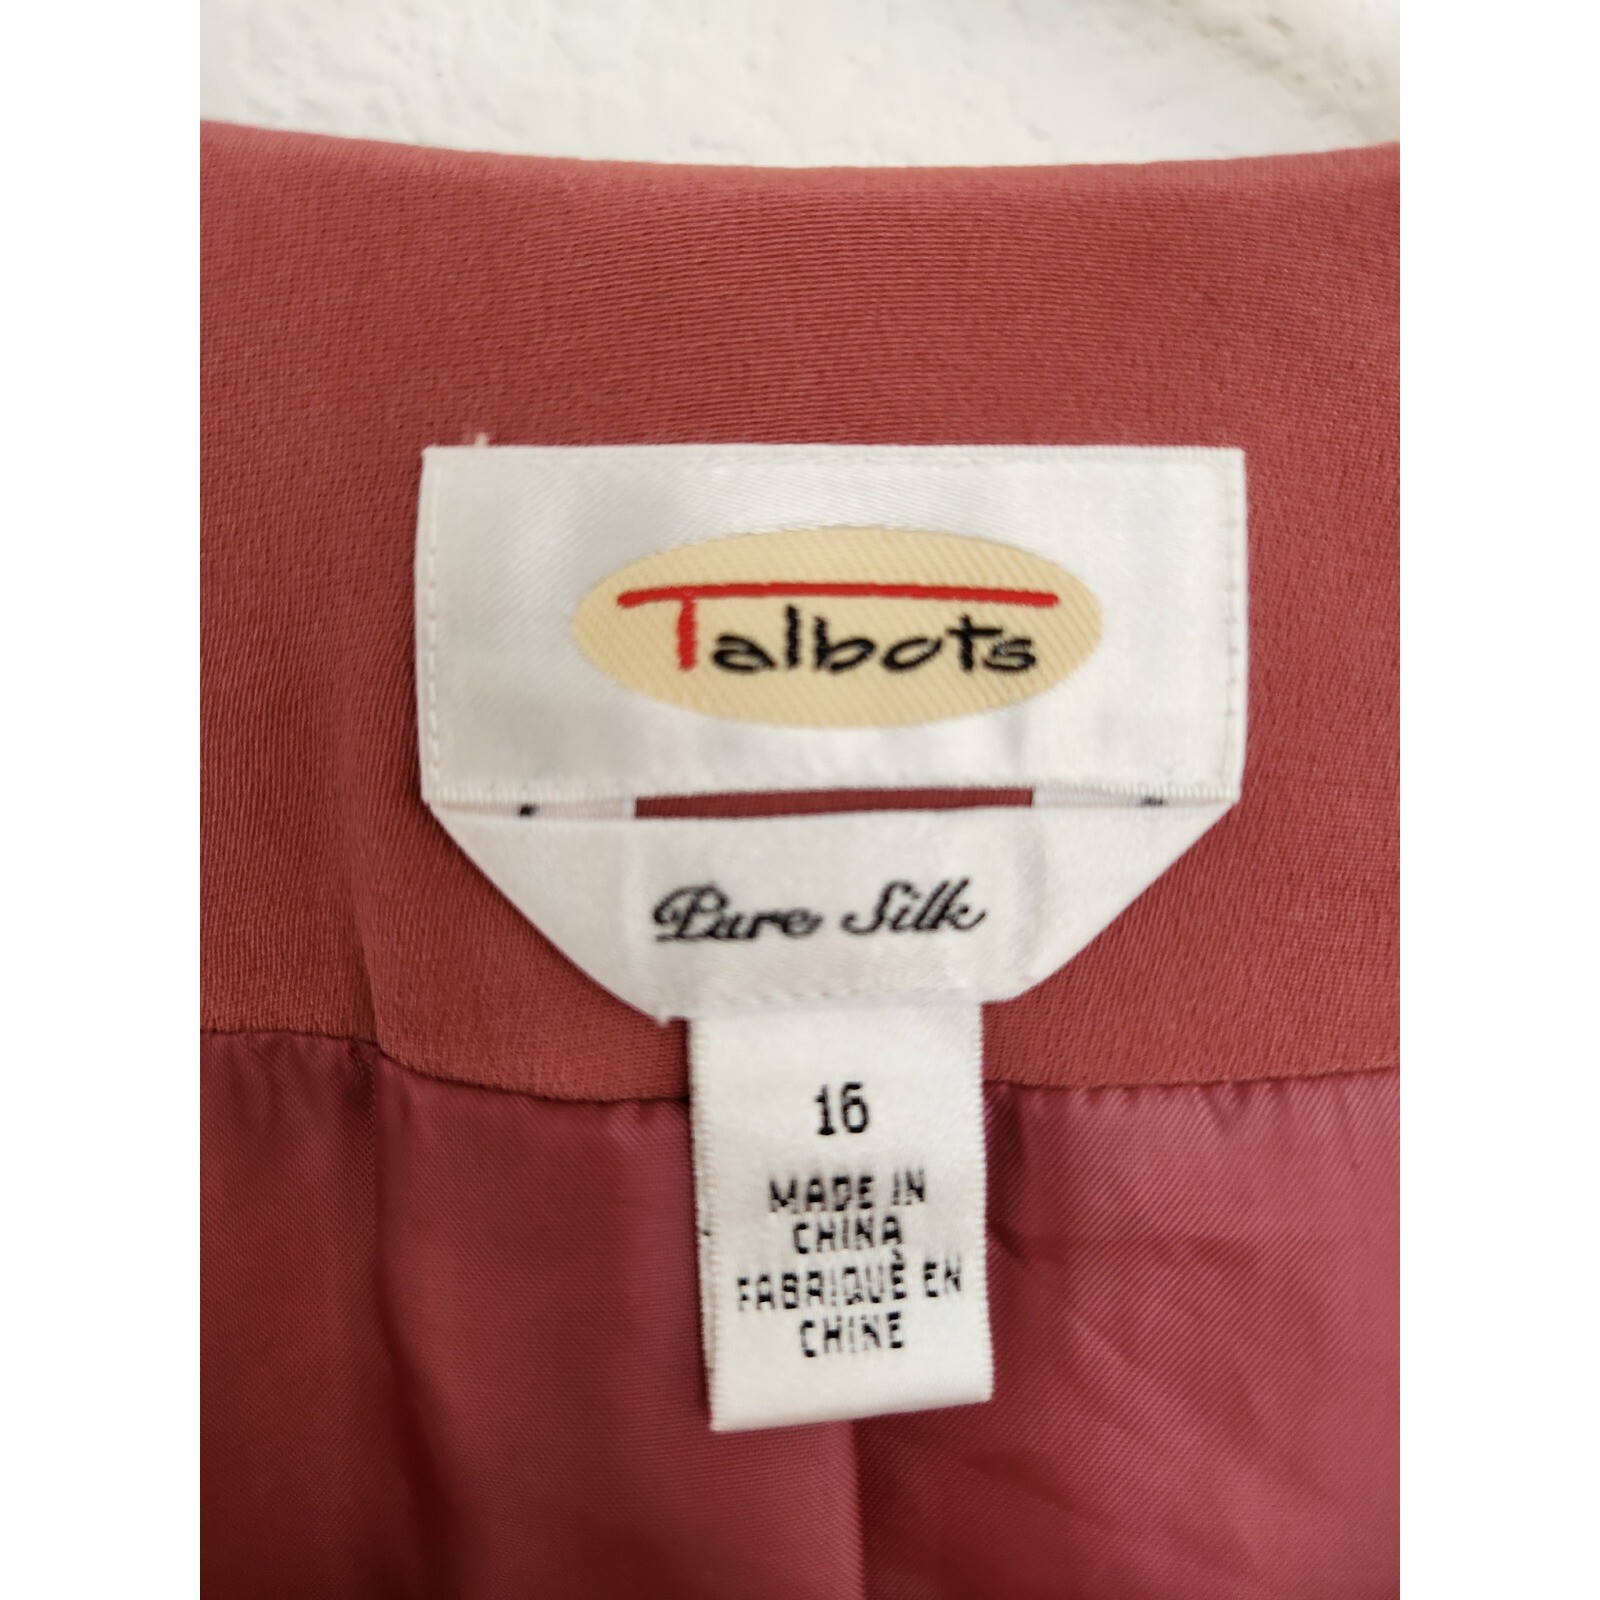 Talbots
Pure Silk
16
MADE IN
CHINA
FABRIQUÈ EN
CHINE